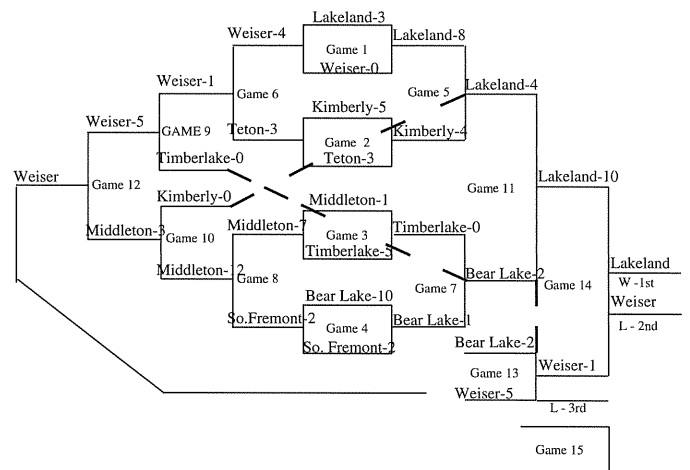 Lakeland-3
Weiser-4
Lakeland-8
Game 1
Weiser-0
Weiser-1
Game 6
Game 5
Lakeland-4
Kimberly-5
Weiser-5
GAME 9
Teton-3
Game 2
Kimberly-4
Teton-3
Timberlake-0
Weiser
Game 12
Kimberly-0
Game 11
Lakeland-10
Middleton-1
Middleton-3
Game 10
Middleton-7
Game 3
Timberlake-0
Timberlake-5
Middleton-12
Game 8
Game 7
Bear Lake-2
Lakeland
W -1st
Game 14
Bear Lake-10
Weiser
So.Fremont-2
Game 4
Bear Lake-1
L - 2nd
So. Fremont-2
Bear Lake-2
Game 13
Weiser-1
Weiser-5
L - 3rd
Game 15